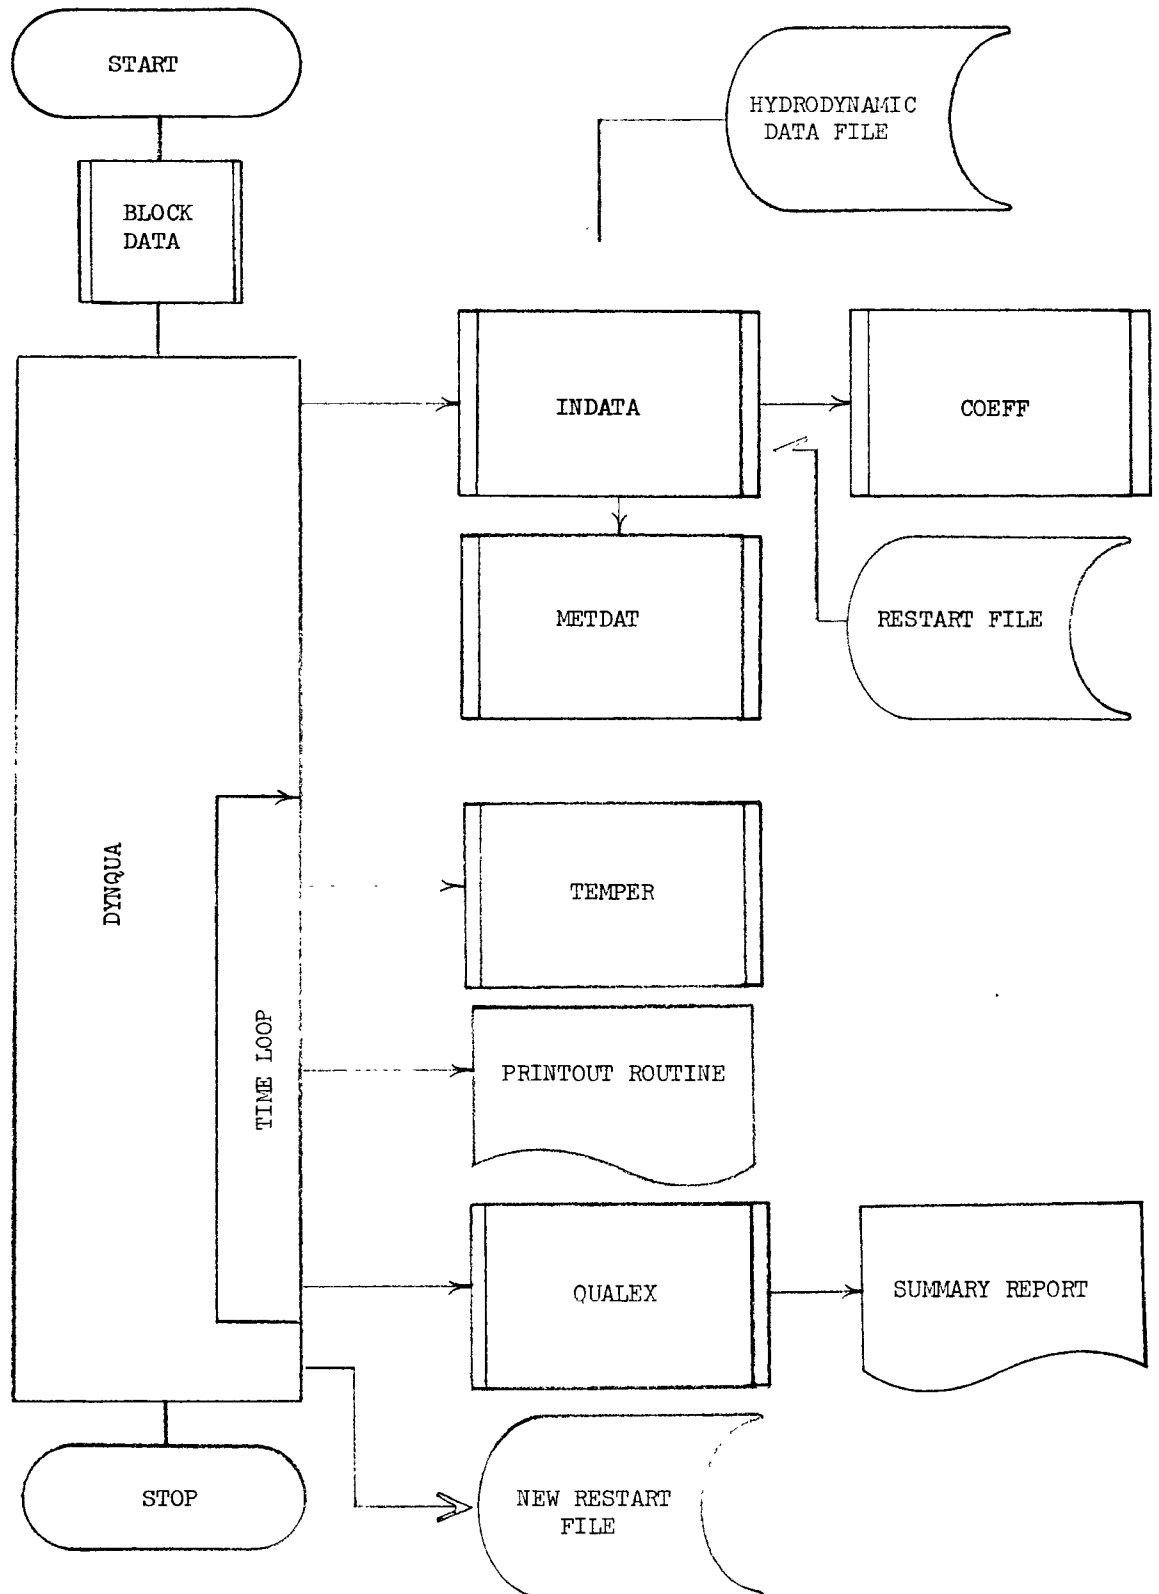 START
HYDRODYNAMIC
DATA FILE
BLOCK
DATA
INDATA
COEFF
METDAT
RESTART FILE
DYNQUA
TEMPER
TIME LOOP
PRINTOUT ROUTINE
QUALEX
SUMMARY REPORT
STOP
NEW RESTART
FILE